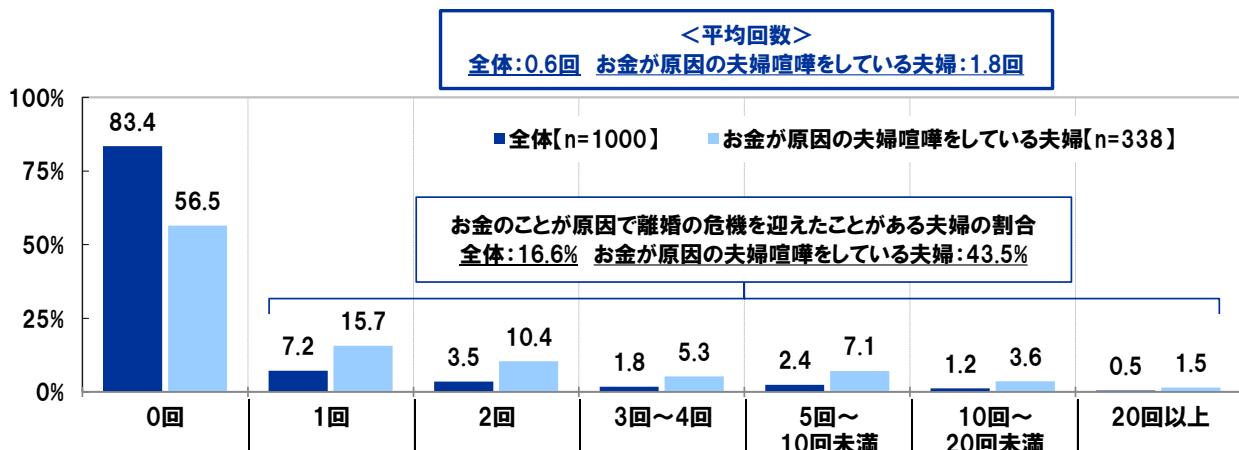 ＜平均回数＞
全体：0.6回 お金が原因の夫婦喧嘩をしている夫婦：1.8回
100%
75%
50%
25%
0%
■全体【n=1000】 ■お金が原因の夫婦喧嘩をしている夫婦【n=338】
お金のことが原因で離婚の危機を迎えたことがある夫婦の割合
全体：16.6% お金が原因の夫婦喧嘩をしている夫婦：43.5%
83.4 56.5
7.2 15.7
3.5 10.4
1.8 5.3
2.4 7.1
1.2 3.6
0.5 1.5
0回
1回
2回
3回～4回
5回～
10回未満
10回～
20回未満
20回以上